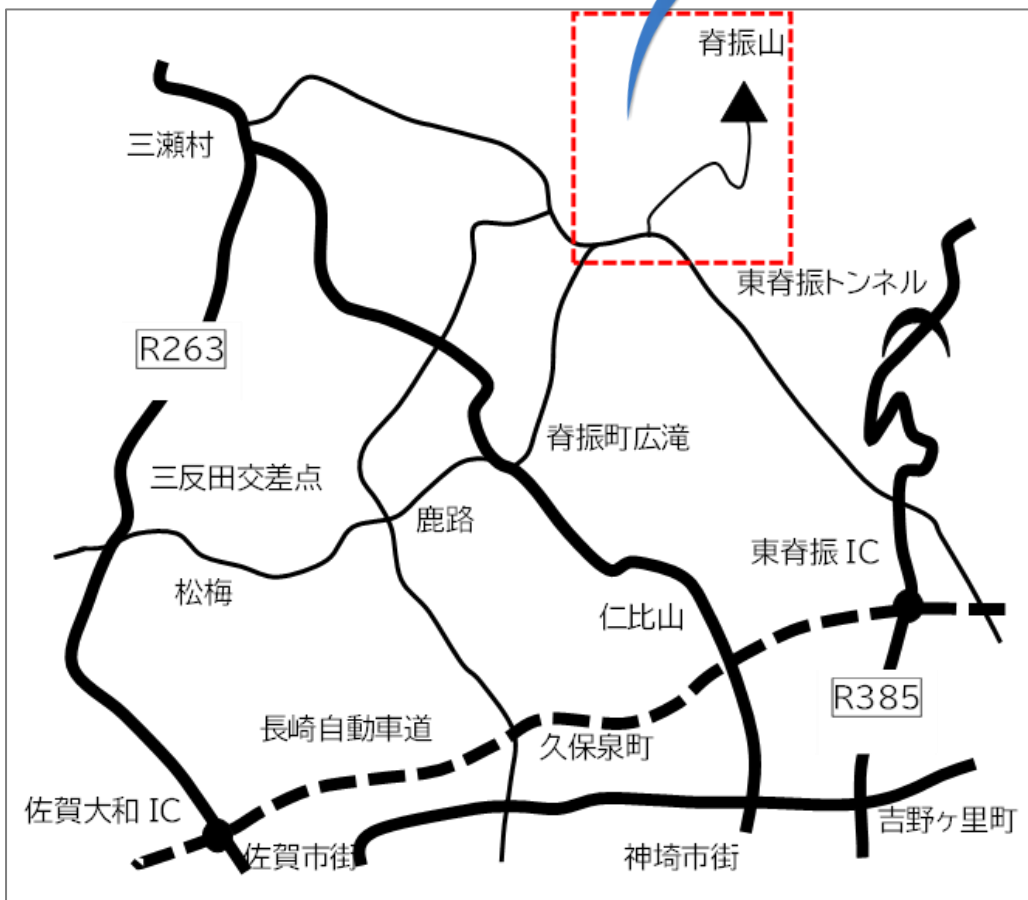 脊振山
三瀬村
東脊振トンネル
R263
脊振町広滝
三反田交差点
鹿路
東脊振 IC
松梅
仁比山
R385
長崎自動車道
久保泉町
佐賀大和 IC
吉野ヶ里町
佐賀市街
神埼市街